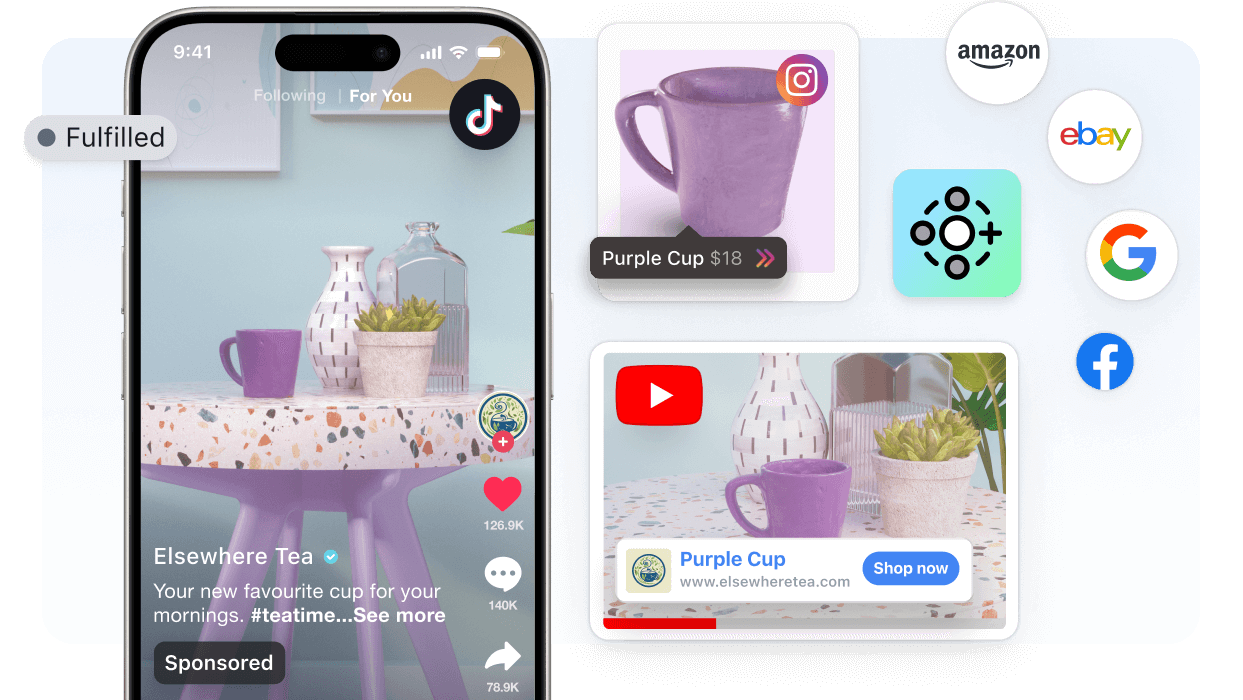 9:41
Following | For You
Fulfilled
Elsewhere Tea
Your new favourite cup for your
mornings. #teatime...See more
Sponsored
126.9K
140K
78.9K
Purple Cup $18
Purple Cup
www.elsewheretea.com
Shop now
amazon
ebay